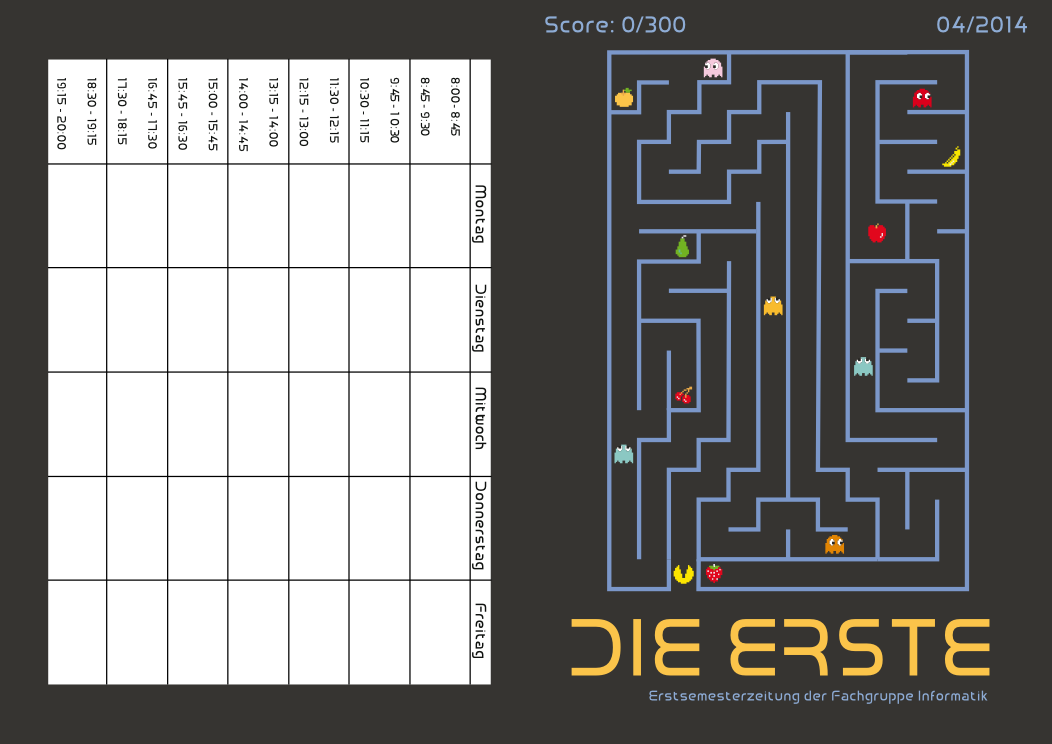 8:00 - 8:45
8:45 - 9:30
9:45 - 10:30
10:30 - 11:15
11:30 - 12:15
12:15 - 13:00
13:15 - 14:00
14:00 - 14:45
15:00 - 15:45
15:45 - 16:30
16:45 - 17:30
17:30 - 18:15
18:30 - 19:15
19:15 - 20:00
Montag
Dienstag
Mittwoch
Donnerstag
Freitag
Score: 0/300
04/2014
DIE ERSTE
Erstsemesterzeitung der Fachgruppe Informatik